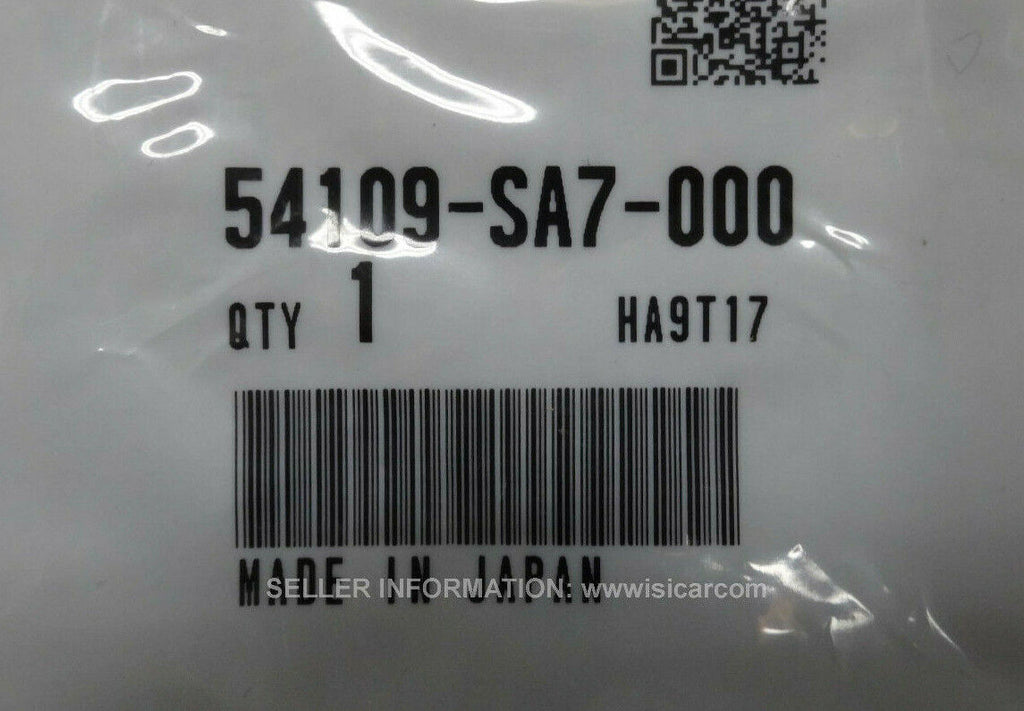 54109-SA7-000
QTY 1 HA9T17
MADE IN JAPAN
SELLER INFORMATION: wwwisicarcom